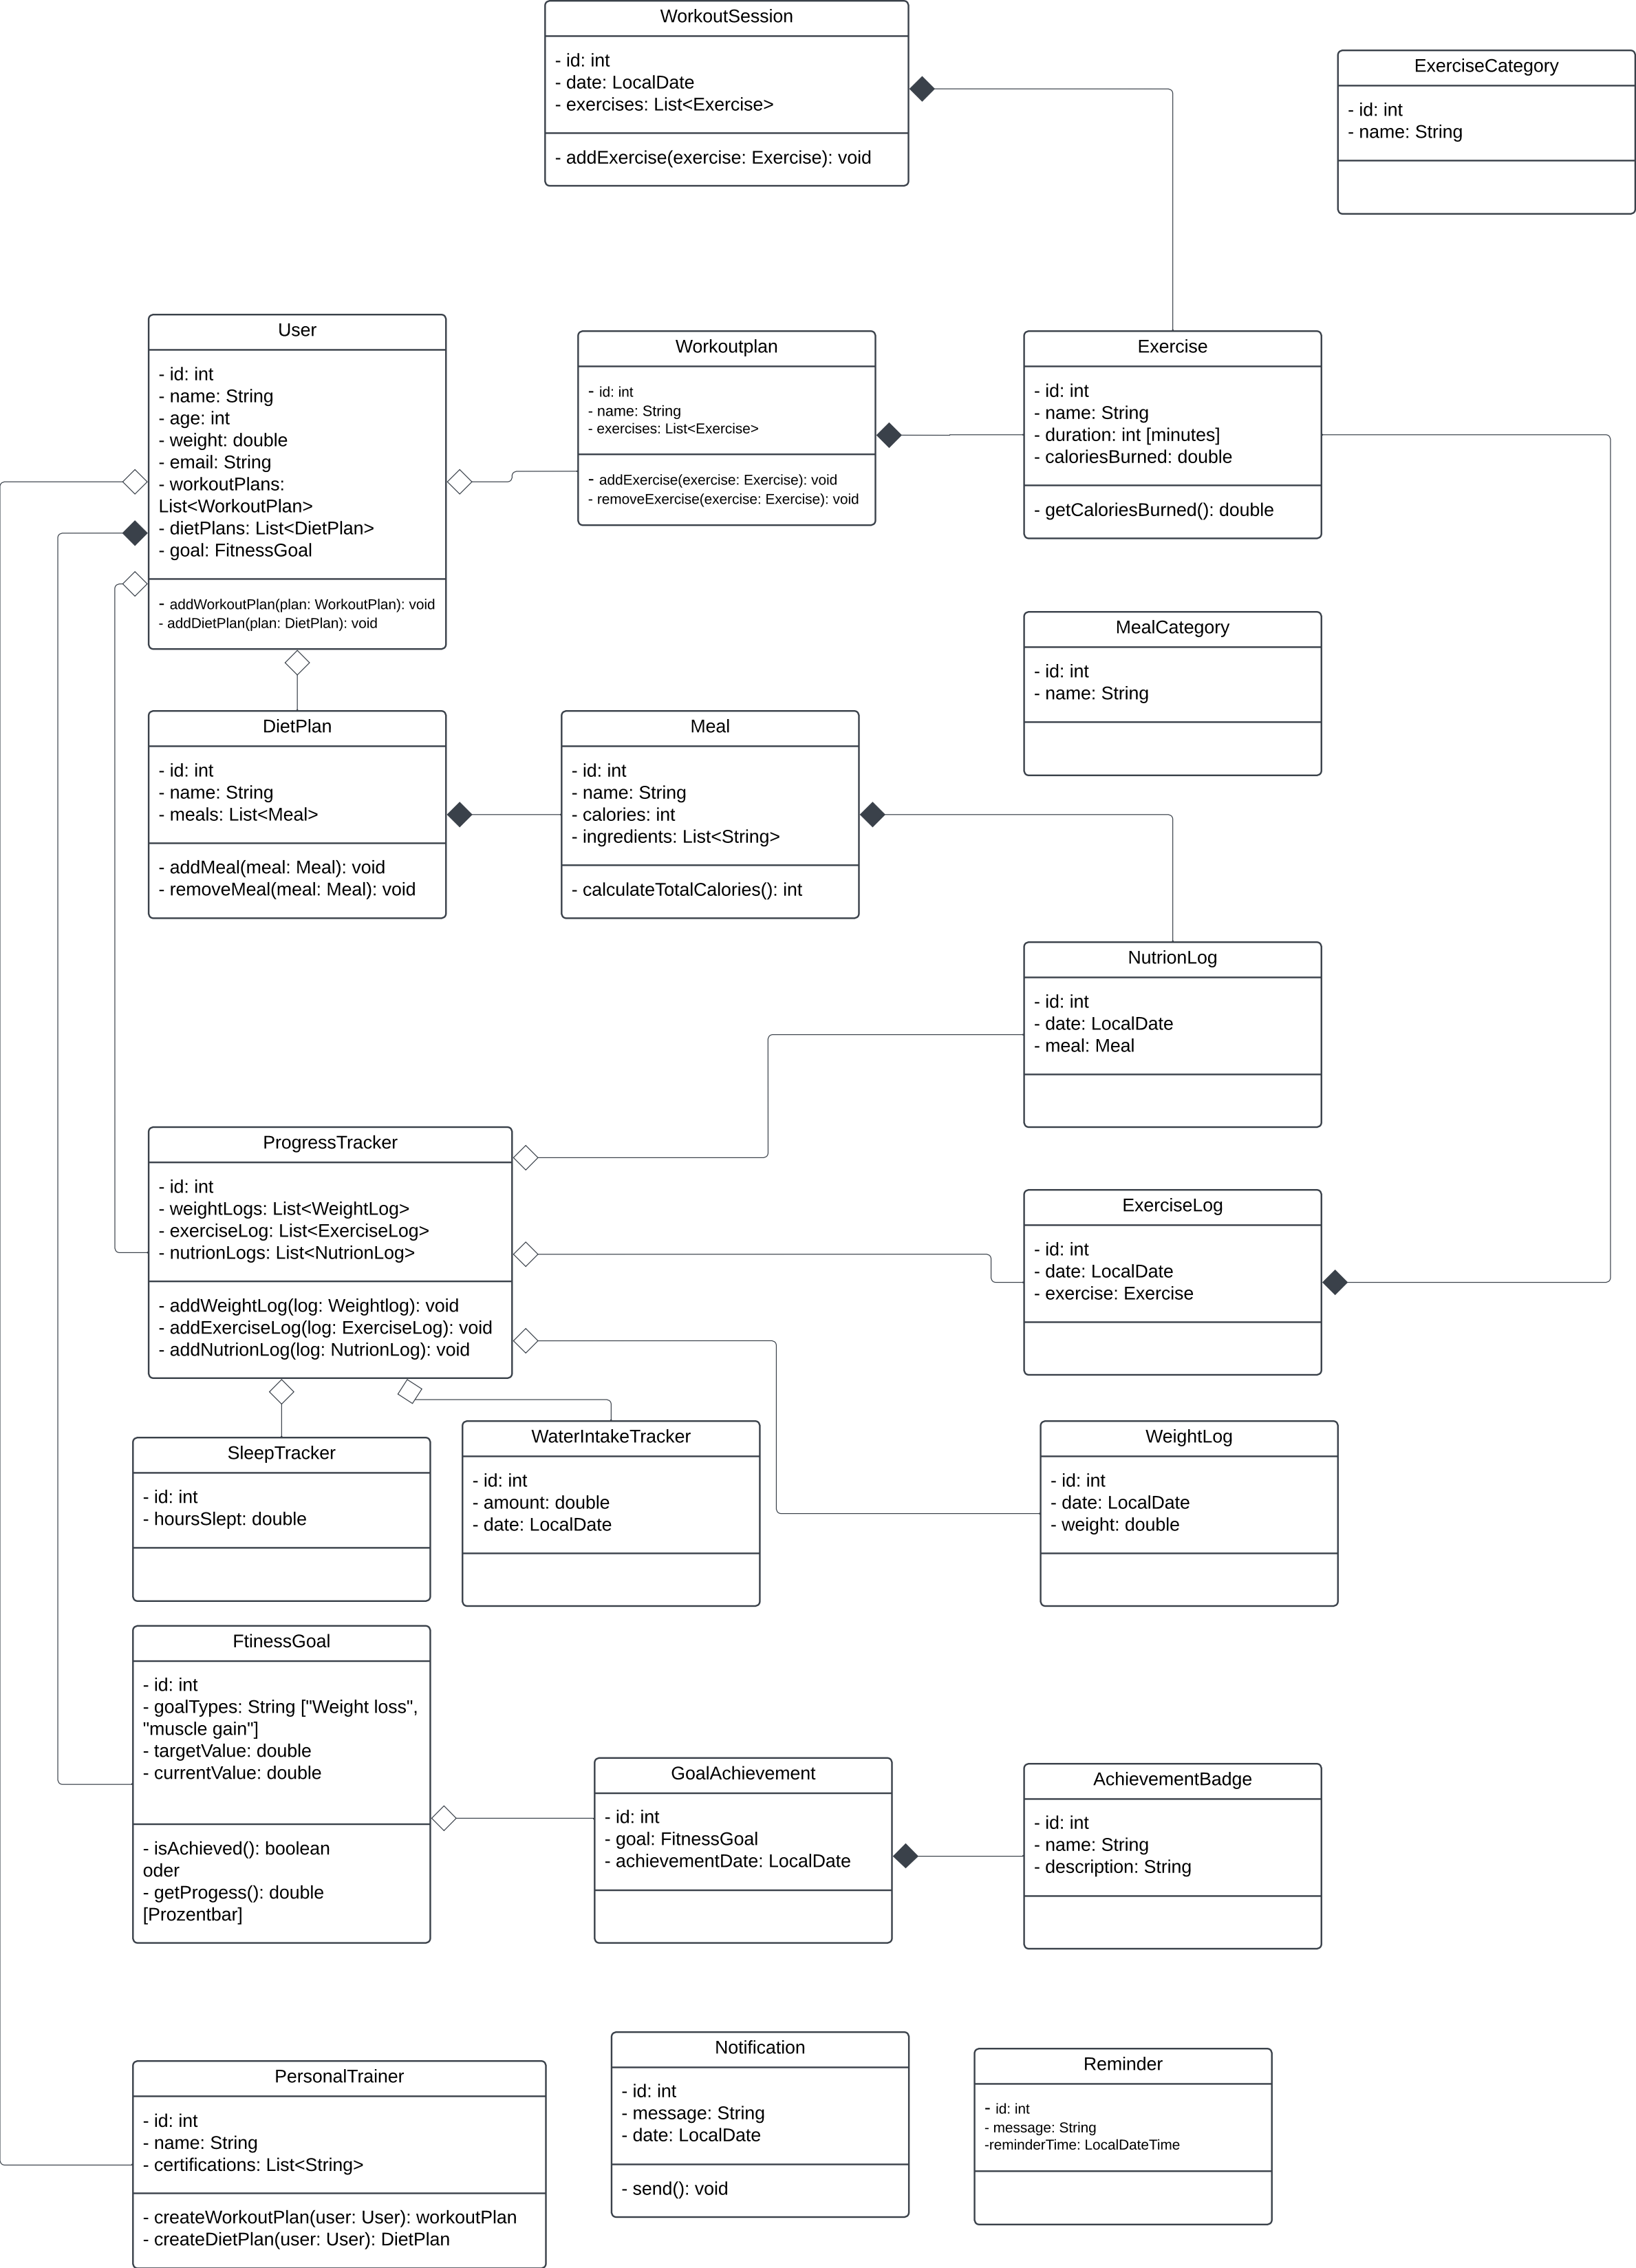 WorkoutSession
- id: int
- date: LocalDate
- exercises: List<Exercise>
- addExercise(exercise: Exercise): void
ExerciseCategory
- id: int
- name: String
User
- id: int
- name: String
- age: int
- weight: double
- email: String
- workoutPlans:
List<WorkoutPlan>
- dietPlans: List<DietPlan>
- goal: FitnessGoal
- addWorkoutPlan(plan: WorkoutPlan): void
- addDietPlan(plan: DietPlan): void
Workoutplan
- id: int
- name: String
- exercises: List<Exercise>
- addExercise(exercise: Exercise): void
- removeExercise(exercise: Exercise): void
Exercise
- id: int
- name: String
- duration: int [minutes]
- caloriesBurned: double
- getCaloriesBurned(): double
MealCategory
- id: int
- name: String
DietPlan
- id: int
- name: String
- meals: List<Meal>
- addMeal(meal: Meal): void
- removeMeal(meal: Meal): void
Meal
- id: int
- name: String
- calories: int
- ingredients: List<String>
- calculateTotalCalories(): int
NutrionLog
- id: int
- date: LocalDate
- meal: Meal
ProgressTracker
- id: int
- weightLogs: List<WeightLog>
- exerciseLog: List<ExerciseLog>
- nutrionLogs: List<NutrionLog>
- addWeightLog(log: Weightlog): void
- addExerciseLog(log: ExerciseLog): void
- addNutrionLog(log: NutrionLog): void
ExerciseLog
- id: int
- date: LocalDate
- exercise: Exercise
SleepTracker
- id: int
- hoursSlept: double
WaterIntakeTracker
- id: int
- amount: double
- date: LocalDate
WeightLog
- id: int
- date: LocalDate
- weight: double
FtinessGoal
- id: int
- goalTypes: String ["Weight loss",
"muscle gain"]
- targetValue: double
- currentValue: double
- isAchieved(): boolean
oder
- getProgess(): double
[Prozentbar]
GoalAchievement
- id: int
- goal: FitnessGoal
- achievementDate: LocalDate
AchievementBadge
- id: int
- name: String
- description: String
PersonalTrainer
- id: int
- name: String
- certifications: List<String>
- createWorkoutPlan(user: User): workoutPlan
- createDietPlan(user: User): DietPlan
Notification
- id: int
- message: String
- date: LocalDate
- send(): void
Reminder
- id: int
- message: String
-reminderTime: LocalDateTime